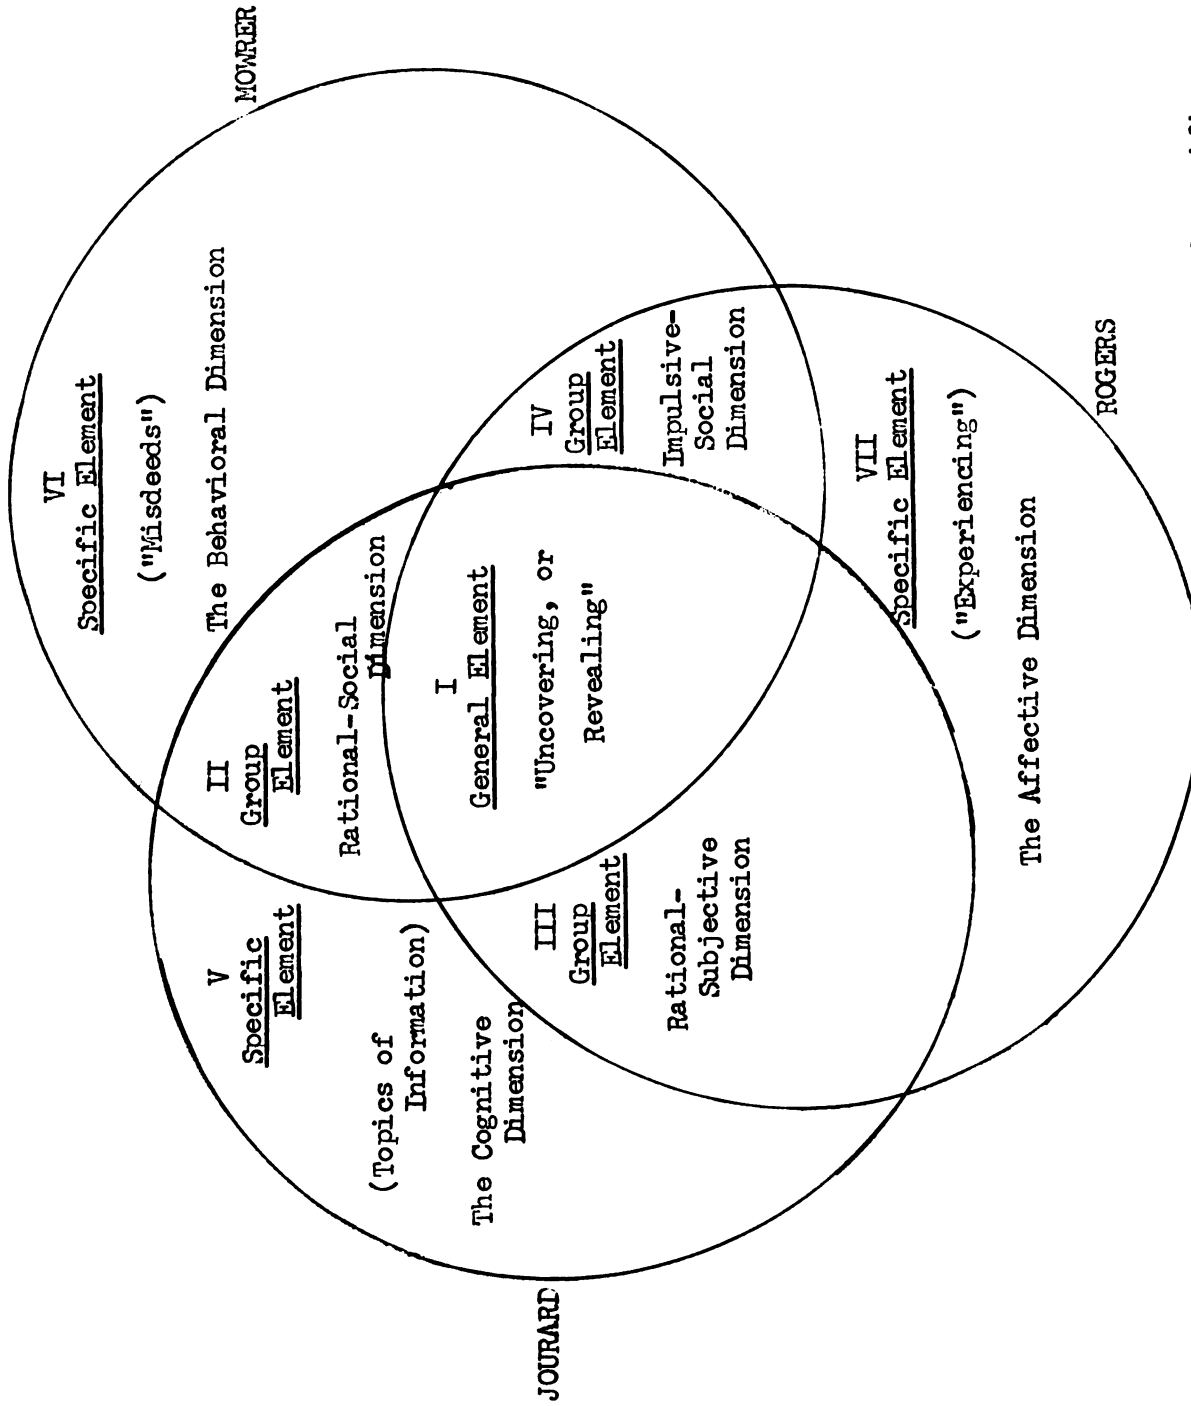 MOWRER
VI
Specific Element
("Misdeeds")
The Behavioral Dimension
II
Group
Element
Rational-Social
Dimension
V
Specific
Element
(Topics of
Information)
The Cognitive
Dimension
JOURARD
I
General Element
"Uncovering, or
Revealing"
IV
Group
Element
Impulsive-
Social
Dimension
III
Group
Element
Rational-
Subjective
Dimension
VII
Specific Element
("Experiencing")
The Affective Dimension
ROGERS